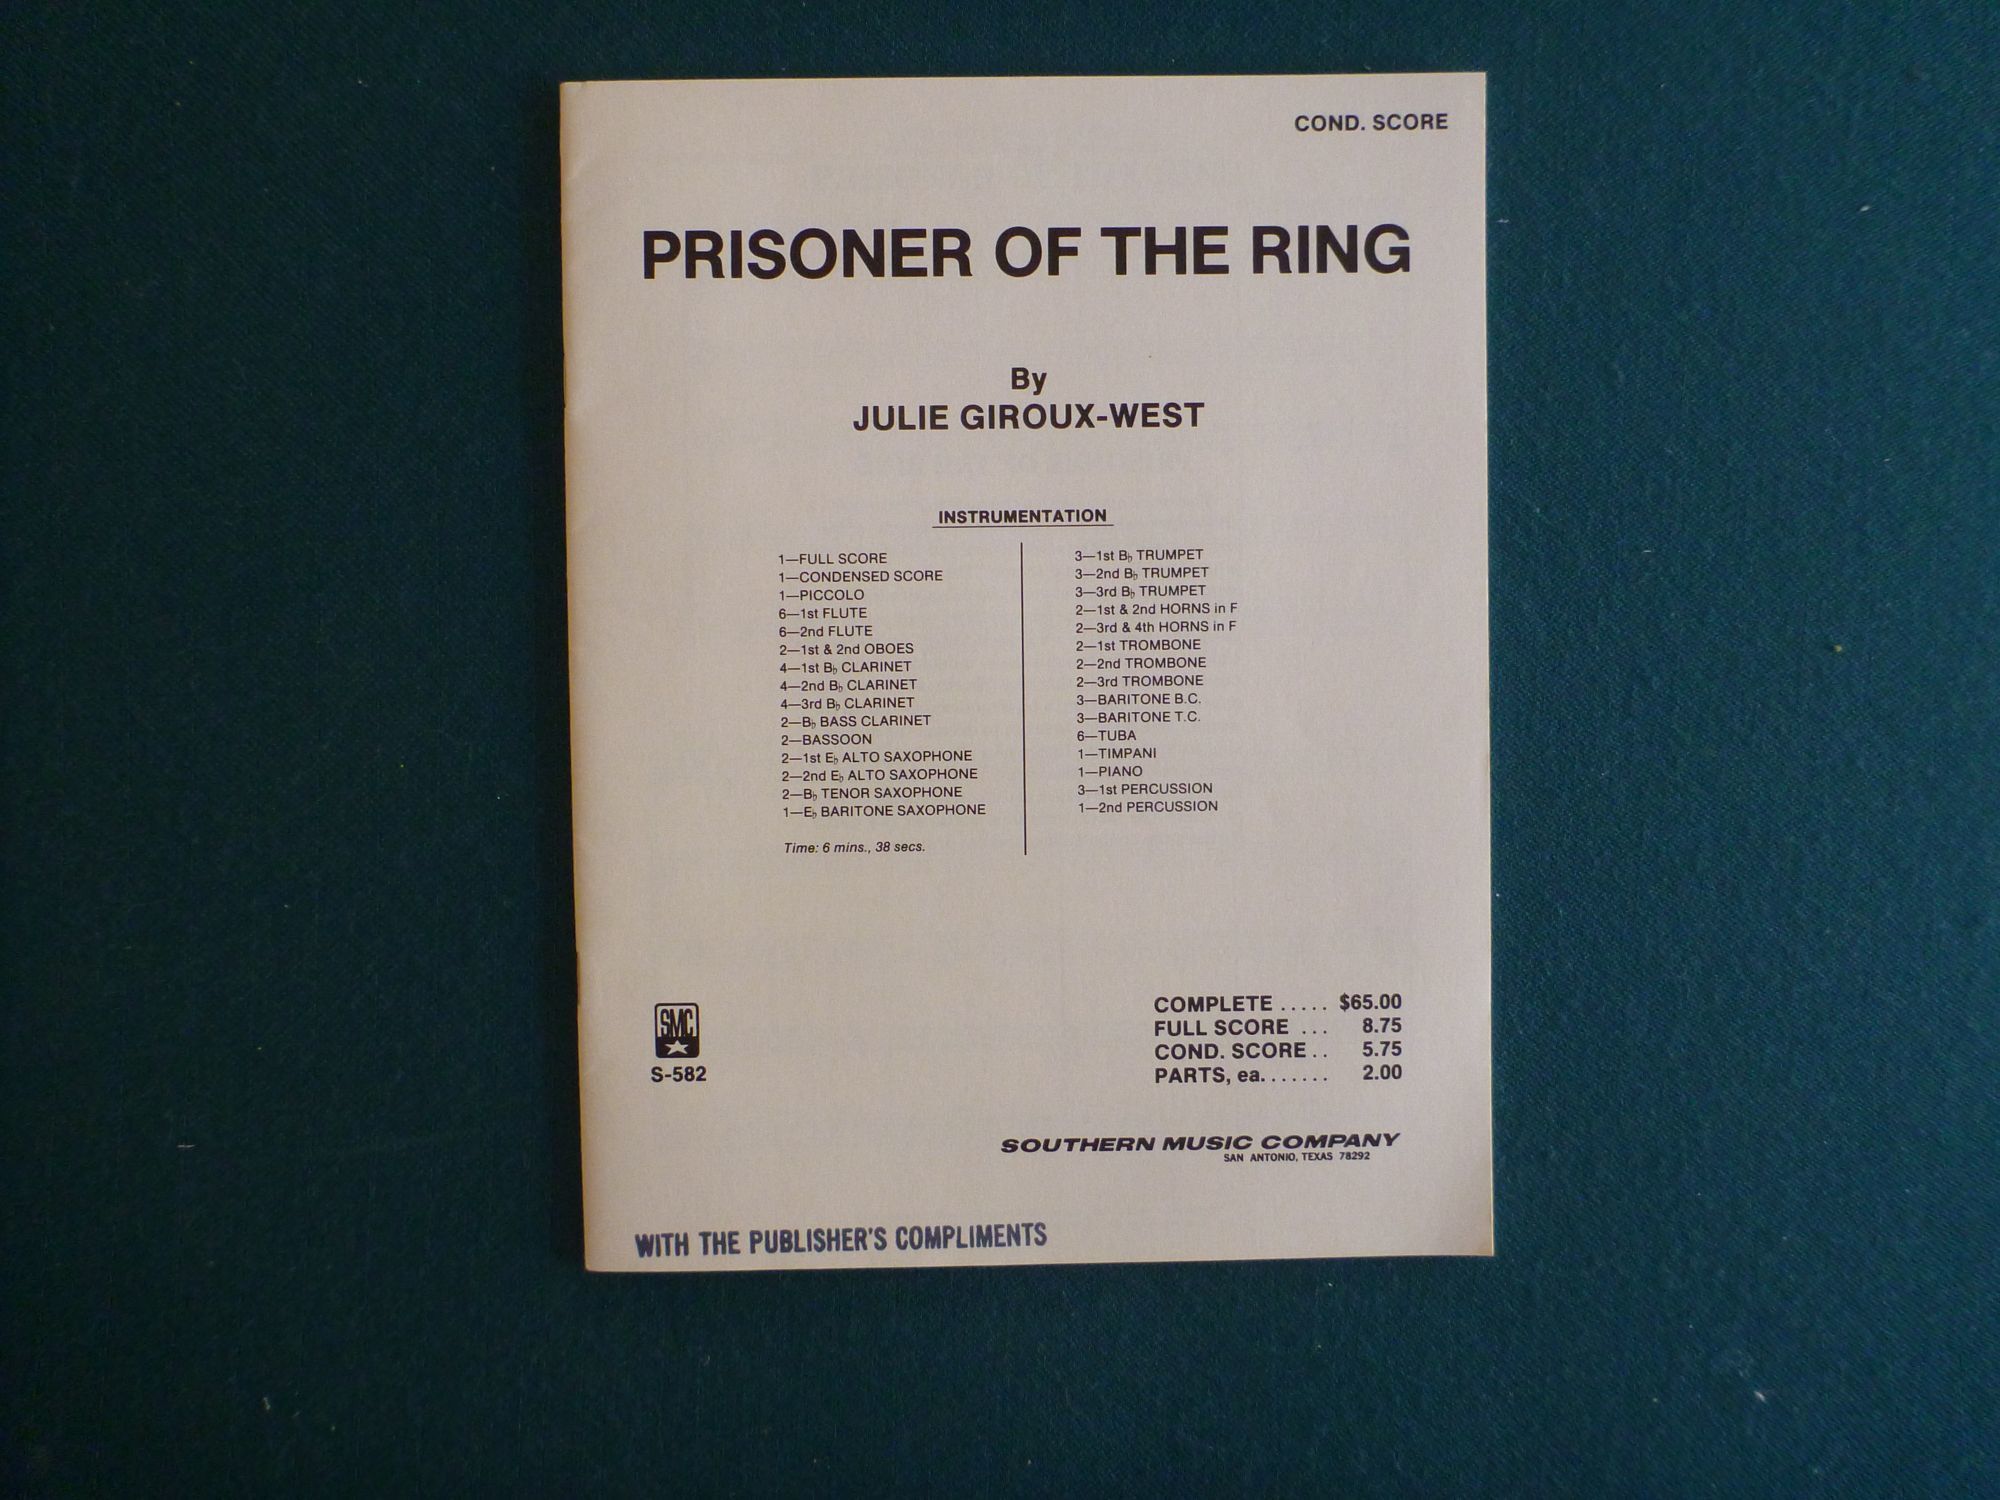 COND. SCORE
PRISONER OF THE RING
By
JULIE GIROUX-WEST
INSTRUMENTATION
1—FULL SCORE
1—CONDENSED SCORE
1—PICCOLO
6—1st FLUTE
6—2nd FLUTE
2—1st & 2nd OBOES
4—1st B♭ CLARINET
4—2nd B♭ CLARINET
4—3rd B♭ CLARINET
2—B♭ BASS CLARINET
2—BASSOON
2—1st E♭ ALTO SAXOPHONE
2—2nd E♭ ALTO SAXOPHONE
2—B♭ TENOR SAXOPHONE
1—E♭ BARITONE SAXOPHONE
Time: 6 mins., 38 secs.
3—1st B♭ TRUMPET
3—2nd B♭ TRUMPET
3—3rd B♭ TRUMPET
2—1st & 2nd HORNS in F
2—3rd & 4th HORNS in F
2—1st TROMBONE
2—2nd TROMBONE
2—3rd TROMBONE
3—BARITONE B.C.
3—BARITONE T.C.
6—TUBA
1—TIMPANI
1—PIANO
3—1st PERCUSSION
1—2nd PERCUSSION
SMC
S-582
COMPLETE ..... $65.00
FULL SCORE ... 8.75
COND. SCORE .. 5.75
PARTS, ea. ...... 2.00
SOUTHERN MUSIC COMPANY
SAN ANTONIO, TEXAS 78292
WITH THE PUBLISHER'S COMPLIMENTS